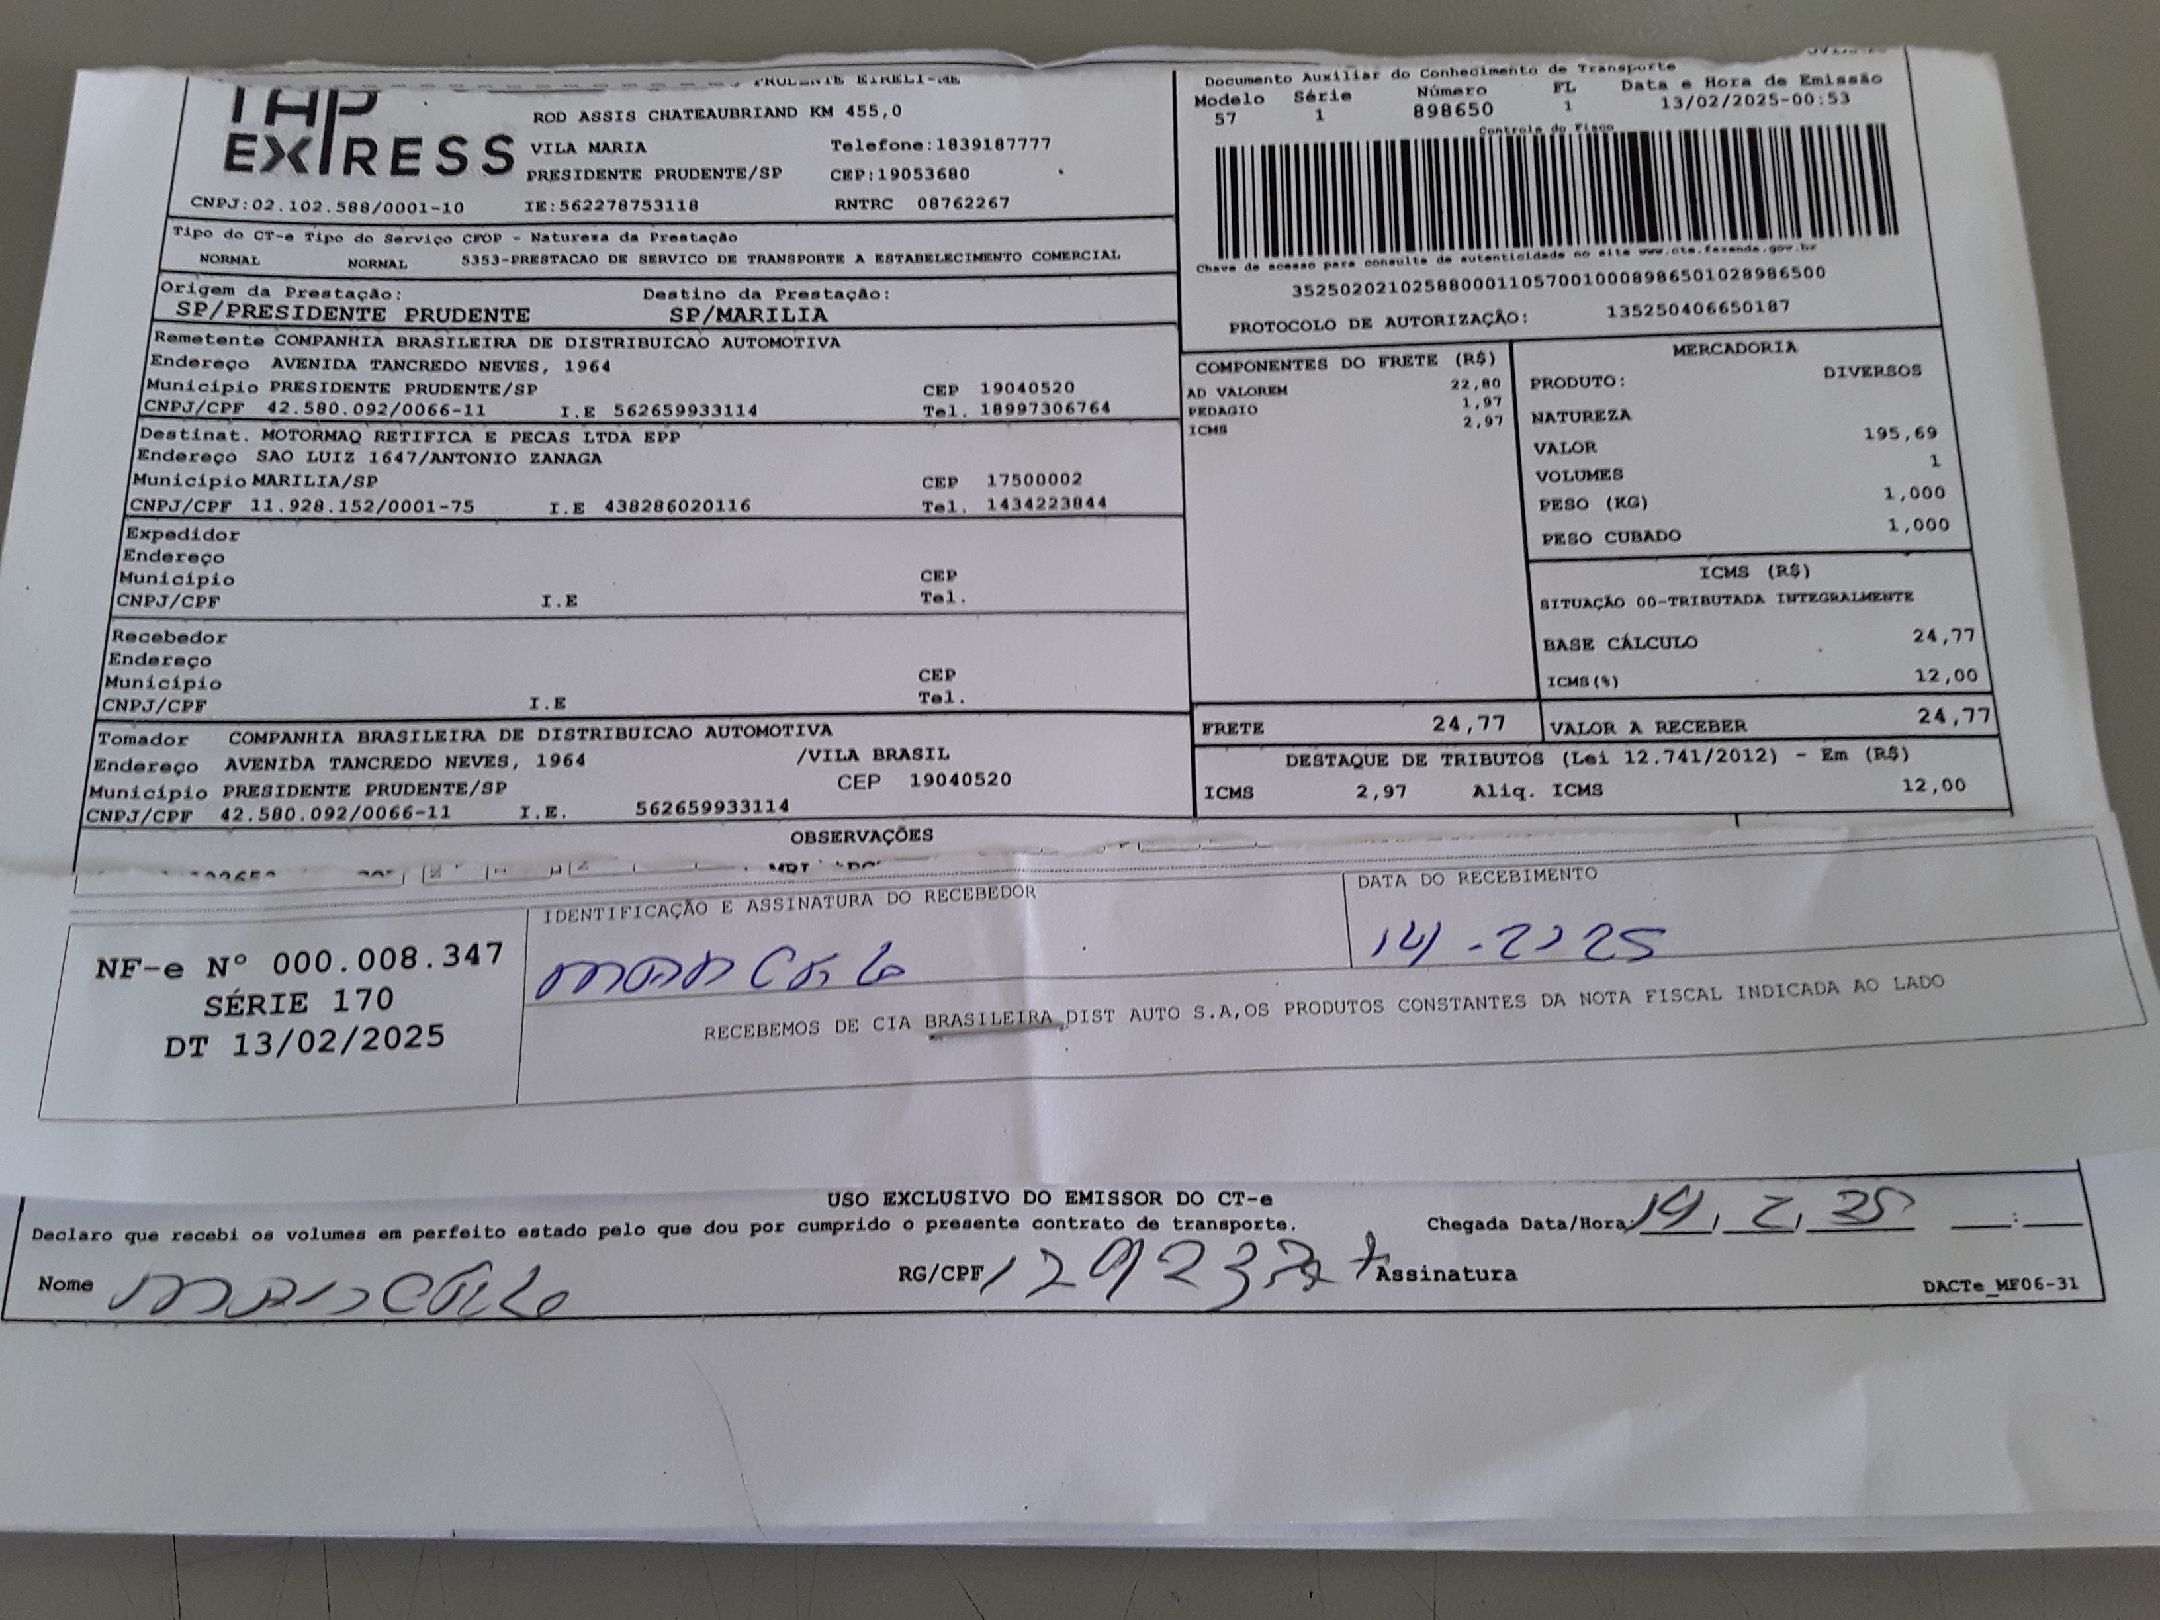 PRUDENTE EIRELI-ME
TAP EXPRESS
ROD ASSIS CHATEAUBRIAND KM 455,0
VILA MARIA Telefone:1839187777
PRESIDENTE PRUDENTE/SP CEP:19053680
CNPJ:02.102.588/0001-10 IE:562278753118 RNTRC 08762267
Tipo do CT-e Tipo do Serviço CFOP - Natureza da Prestação
NORMAL NORMAL 5353-PRESTACAO DE SERVICO DE TRANSPORTE A ESTABELECIMENTO COMERCIAL
Origem da Prestação: Destino da Prestação:
SP/PRESIDENTE PRUDENTE SP/MARILIA
Remetente COMPANHIA BRASILEIRA DE DISTRIBUICAO AUTOMOTIVA
Endereço AVENIDA TANCREDO NEVES, 1964
Município PRESIDENTE PRUDENTE/SP CEP 19040520
CNPJ/CPF 42.580.092/0066-11 I.E 562659933114 Tel. 18997306764
Destinat. MOTORMAQ RETIFICA E PECAS LTDA EPP
Endereço SAO LUIZ 1647/ANTONIO ZANAGA
Município MARILIA/SP CEP 17500002
CNPJ/CPF 11.928.152/0001-75 I.E 438286020116 Tel. 1434223844
Expedidor
Endereço
Município CEP
CNPJ/CPF I.E Tel.
Recebedor
Endereço
Município CEP
CNPJ/CPF I.E Tel.
Tomador COMPANHIA BRASILEIRA DE DISTRIBUICAO AUTOMOTIVA
Endereço AVENIDA TANCREDO NEVES, 1964 /VILA BRASIL
Município PRESIDENTE PRUDENTE/SP CEP 19040520
CNPJ/CPF 42.580.092/0066-11 I.E. 562659933114
Documento Auxiliar do Conhecimento de Transporte
Modelo Série Número FL Data e Hora de Emissão
57 1 898650 1 13/02/2025-00:53
Controle do Fisco
Chave de acesso para consulta de autenticidade no site www.cte.fazenda.gov.br
35250202102588000110570010008986501028986500
PROTOCOLO DE AUTORIZAÇÃO: 135250406650187
COMPONENTES DO FRETE (R$)
AD VALOREM 22,80
PEDAGIO 1,97
ICMS 2,97
MERCADORIA
PRODUTO: DIVERSOS
NATUREZA
VALOR 195,69
VOLUMES 1
PESO (KG) 1,000
PESO CUBADO 1,000
ICMS (R$)
SITUAÇÃO 00-TRIBUTADA INTEGRALMENTE
BASE CÁLCULO 24,77
ICMS(%) 12,00
FRETE 24,77 VALOR A RECEBER 24,77
DESTAQUE DE TRIBUTOS (Lei 12.741/2012) - Em (R$)
ICMS 2,97 Aliq. ICMS 12,00
OBSERVAÇÕES
IDENTIFICAÇÃO E ASSINATURA DO RECEBEDOR DATA DO RECEBIMENTO
NF-e Nº 000.008.347
SÉRIE 170
DT 13/02/2025
RECEBEMOS DE CIA BRASILEIRA DIST AUTO S.A,OS PRODUTOS CONSTANTES DA NOTA FISCAL INDICADA AO LADO
USO EXCLUSIVO DO EMISSOR DO CT-e
Declaro que recebi os volumes em perfeito estado pelo que dou por cumprido o presente contrato de transporte. Chegada Data/Hora: 14, 2, 25 :
Nome RG/CPF Assinatura DACTe_MF06-31